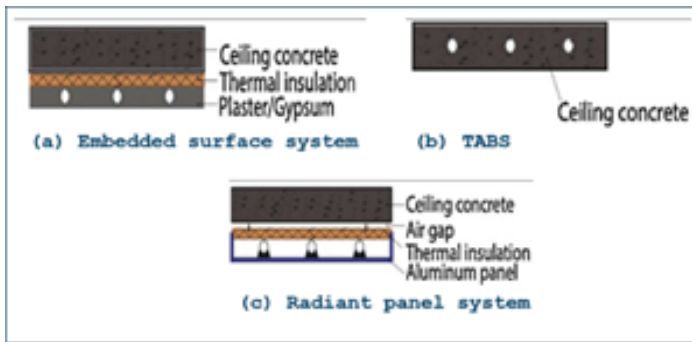 Ceiling concrete
Thermal insulation
Plaster/Gypsum
(a) Embedded surface system
Ceiling concrete
(b) TABS
Ceiling concrete
Air gap
Thermal insulation
Aluminum panel
(c) Radiant panel system